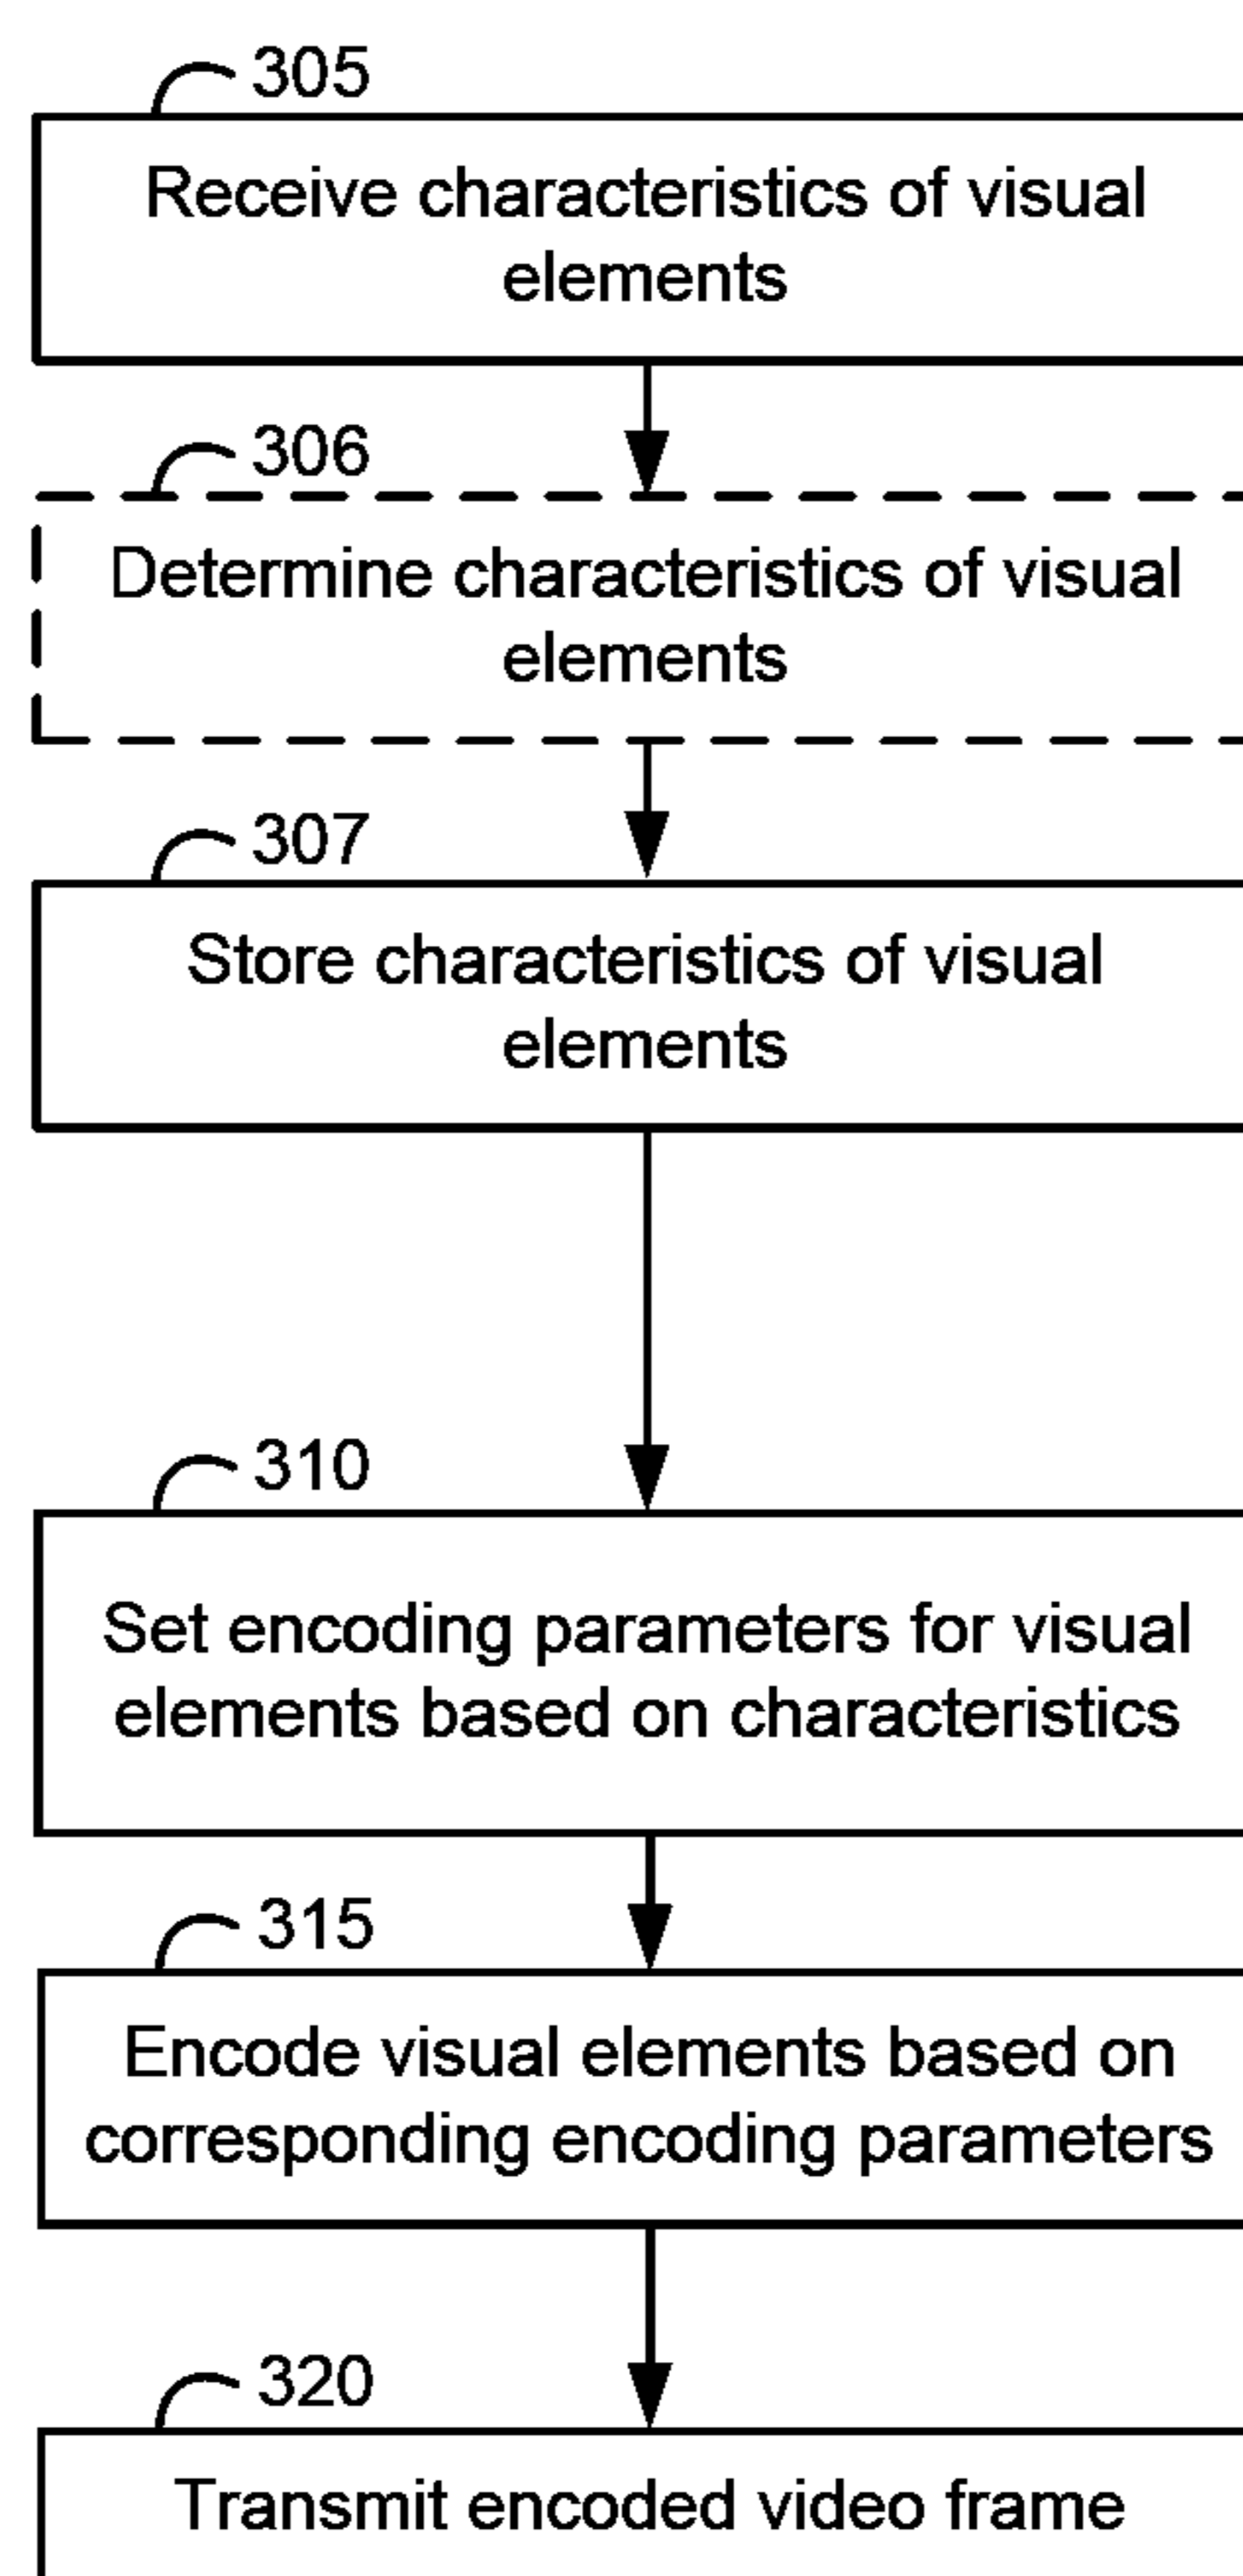 305
Receive characteristics of visual
elements
306
Determine characteristics of visual
elements
307
Store characteristics of visual
elements
310
Set encoding parameters for visual
elements based on characteristics
315
Encode visual elements based on
corresponding encoding parameters
320
Transmit encoded video frame